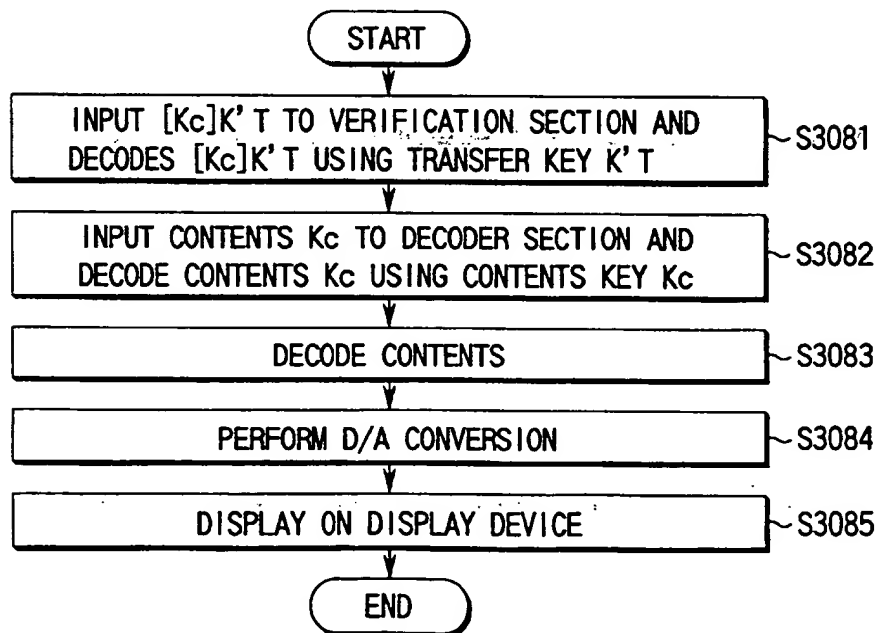 START
INPUT [Kc]K'T TO VERIFICATION SECTION AND
DECODES [Kc]K'T USING TRANSFER KEY K'T
S3081
INPUT CONTENTS Kc TO DECODER SECTION AND
DECODE CONTENTS Kc USING CONTENTS KEY Kc
S3082
DECODE CONTENTS
S3083
PERFORM D/A CONVERSION
S3084
DISPLAY ON DISPLAY DEVICE
S3085
END